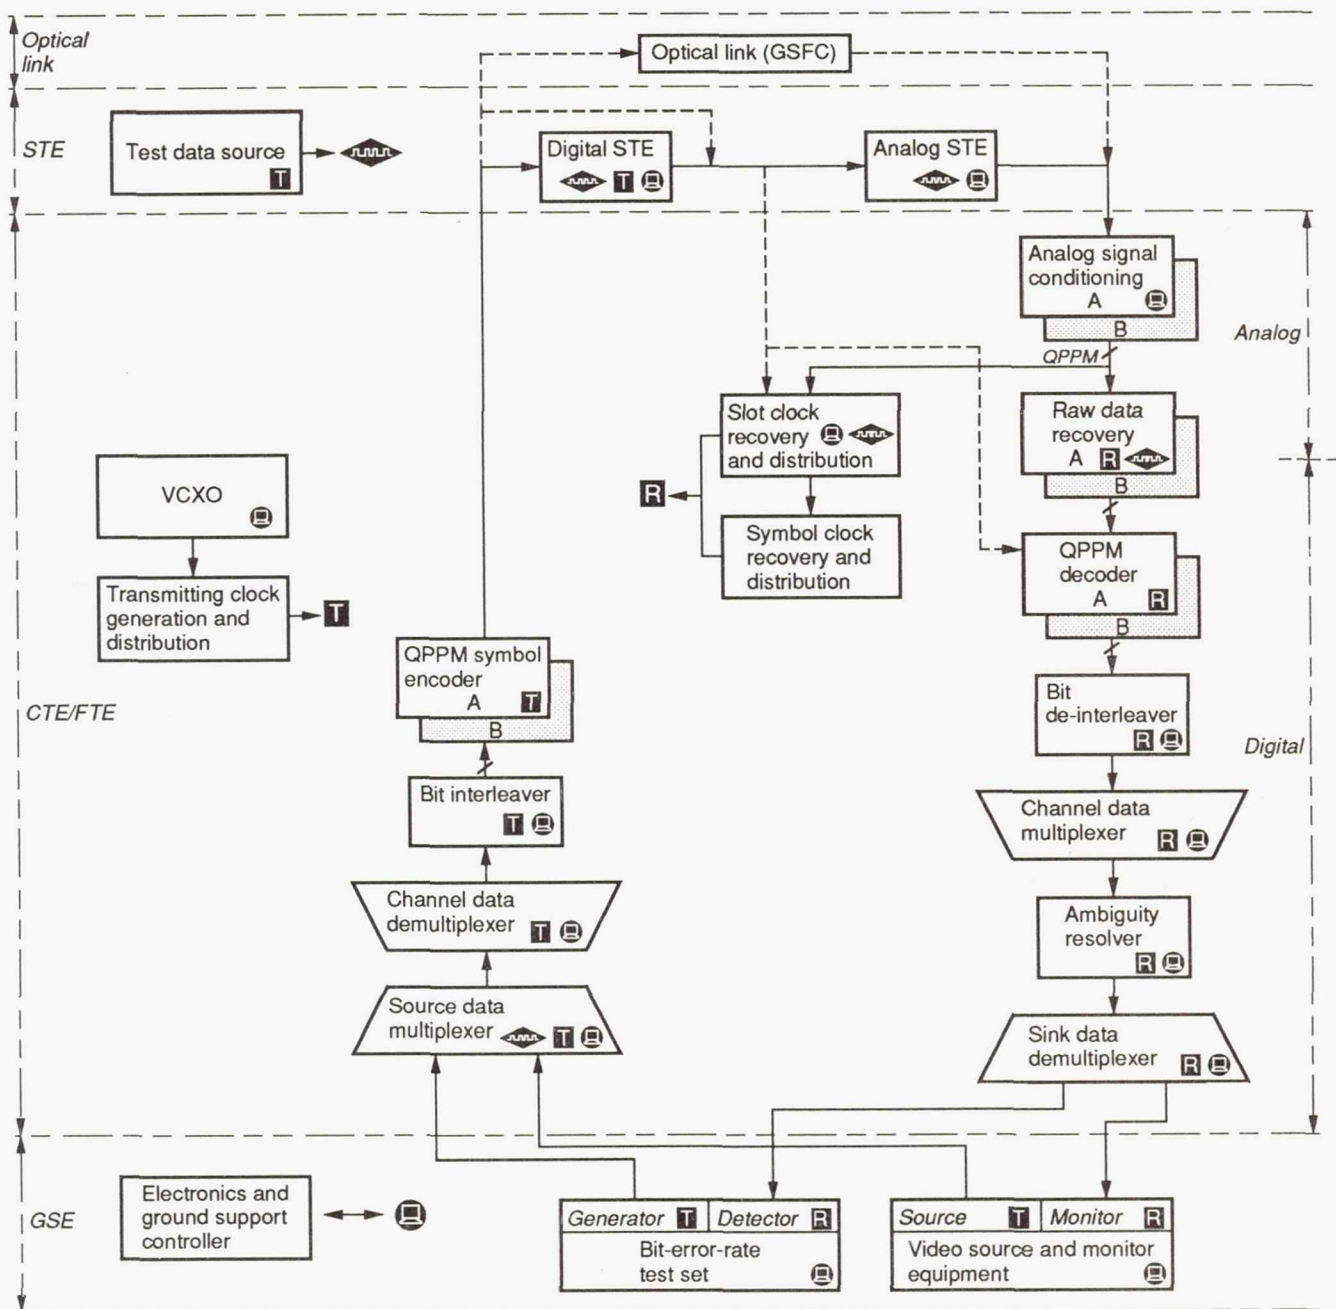 Optical
link
Optical link (GSFC)
STE
Test data source
T
Digital STE
T
Analog STE
Analog signal
conditioning
A
B
Analog
QPPM
Slot clock
recovery
and distribution
Raw data
recovery
A R
B
R
VCXO
Symbol clock
recovery and
distribution
QPPM
decoder
A R
B
Transmitting clock
generation and
distribution
T
QPPM symbol
encoder
A T
B
CTE/FTE
Bit
de-interleaver
R
Digital
Bit interleaver
T
Channel data
multiplexer
R
Channel data
demultiplexer
T
Ambiguity
resolver
R
Source data
multiplexer
T
Sink data
demultiplexer
R
GSE
Electronics and
ground support
controller
Generator T Detector R
Bit-error-rate
test set
Source T Monitor R
Video source and monitor
equipment